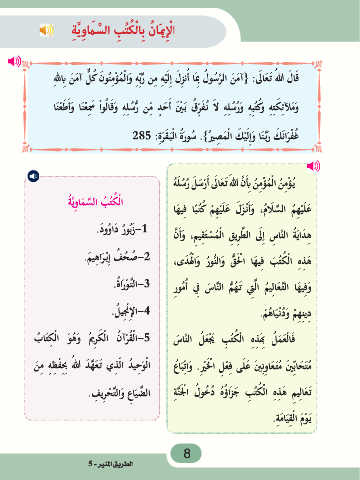 الْإِيمَانُ بِالْكُتُبِ السَّمَاوِيَّةِ
قَالَ اللهُ تَعَالَى: {آمَنَ الرَّسُولُ بِمَا أُنزِلَ إِلَيْهِ مِن رَّبِّهِ وَالْمُؤْمِنُونَ كُلٌّ آمَنَ بِاللهِ
وَمَلَائِكَتِهِ وَكُتُبِهِ وَرُسُلِهِ لَا نُفَرِّقُ بَيْنَ أَحَدٍ مِّن رُّسُلِهِ وَقَالُوا سَمِعْنَا وَأَطَعْنَا
غُفْرَانَكَ رَبَّنَا وَإِلَيْكَ الْمَصِيرُ}. سُورَةُ الْبَقَرَةِ: 285
يُؤْمِنُ الْمُؤْمِنُ بِأَنَّ اللهَ تَعَالَى أَرْسَلَ رُسُلَهُ
عَلَيْهِمُ السَّلَامُ، وَأَنْزَلَ عَلَيْهِمْ كُتُبًا فِيهَا
هِدَايَةُ النَّاسِ إِلَى الطَّرِيقِ الْمُسْتَقِيمِ، وَأَنَّ
هَذِهِ الْكُتُبَ فِيهَا الْحَقُّ وَالنُّورُ وَالْهُدَى،
وَفِيهَا التَّعَالِيمُ الَّتِي تَهُمُّ النَّاسَ فِي أُمُورِ
دِينِهِمْ وَدُنْيَاهُمْ.
فَالْعَمَلُ بِهَذِهِ الْكُتُبِ يَجْعَلُ النَّاسَ
مُتَحَابِّينَ مُتَعَاوِنِينَ عَلَى فِعْلِ الْخَيْرِ. وَاتِّبَاعُ
تَعَالِيمِ هَذِهِ الْكُتُبِ جَزَاؤُهُ دُخُولُ الْجَنَّةِ
يَوْمَ الْقِيَامَةِ.
الْكُتُبُ السَّمَاوِيَّةُ
1- زَبُورُ دَاوُودَ.
2- صُحُفُ إِبْرَاهِيمَ.
3- التَّوْرَاةُ.
4- الْإِنْجِيلُ.
5- الْقُرْآنُ الْكَرِيمُ وَهُوَ الْكِتَابُ
الْوَحِيدُ الَّذِي تَعَهَّدَ اللهُ بِحِفْظِهِ مِنَ
الضَّيَاعِ وَالتَّحْرِيفِ.
8
الطريق المنير - 5